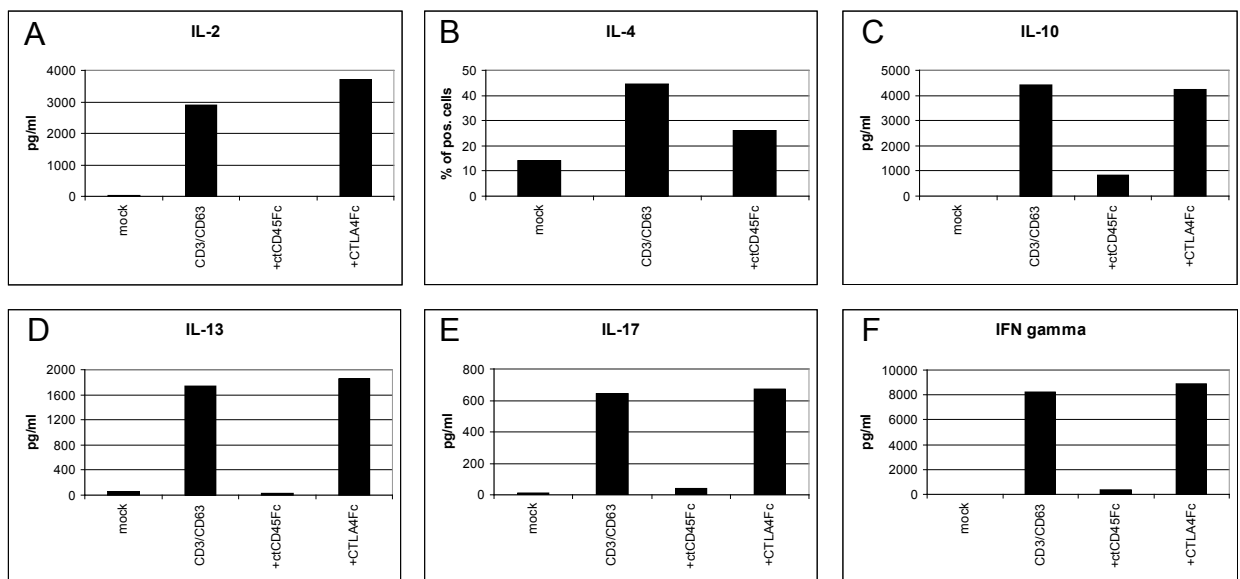 A
IL-2
pg/ml
4000
3000
2000
1000
0
mock
CD3/CD63
+ctCD45Fc
+CTLA4Fc
B
IL-4
% of pos. cells
50
40
30
20
10
0
mock
CD3/CD63
+ctCD45Fc
C
IL-10
pg/ml
5000
4000
3000
2000
1000
0
mock
CD3/CD63
+ctCD45Fc
+CTLA4Fc
D
IL-13
pg/ml
2000
1600
1200
800
400
0
mock
CD3/CD63
+ctCD45Fc
+CTLA4Fc
E
IL-17
pg/ml
800
600
400
200
0
mock
CD3/CD63
+ctCD45Fc
+CTLA4Fc
F
IFN gamma
pg/ml
10000
8000
6000
4000
2000
0
mock
CD3/CD63
+ctCD45Fc
+CTLA4Fc